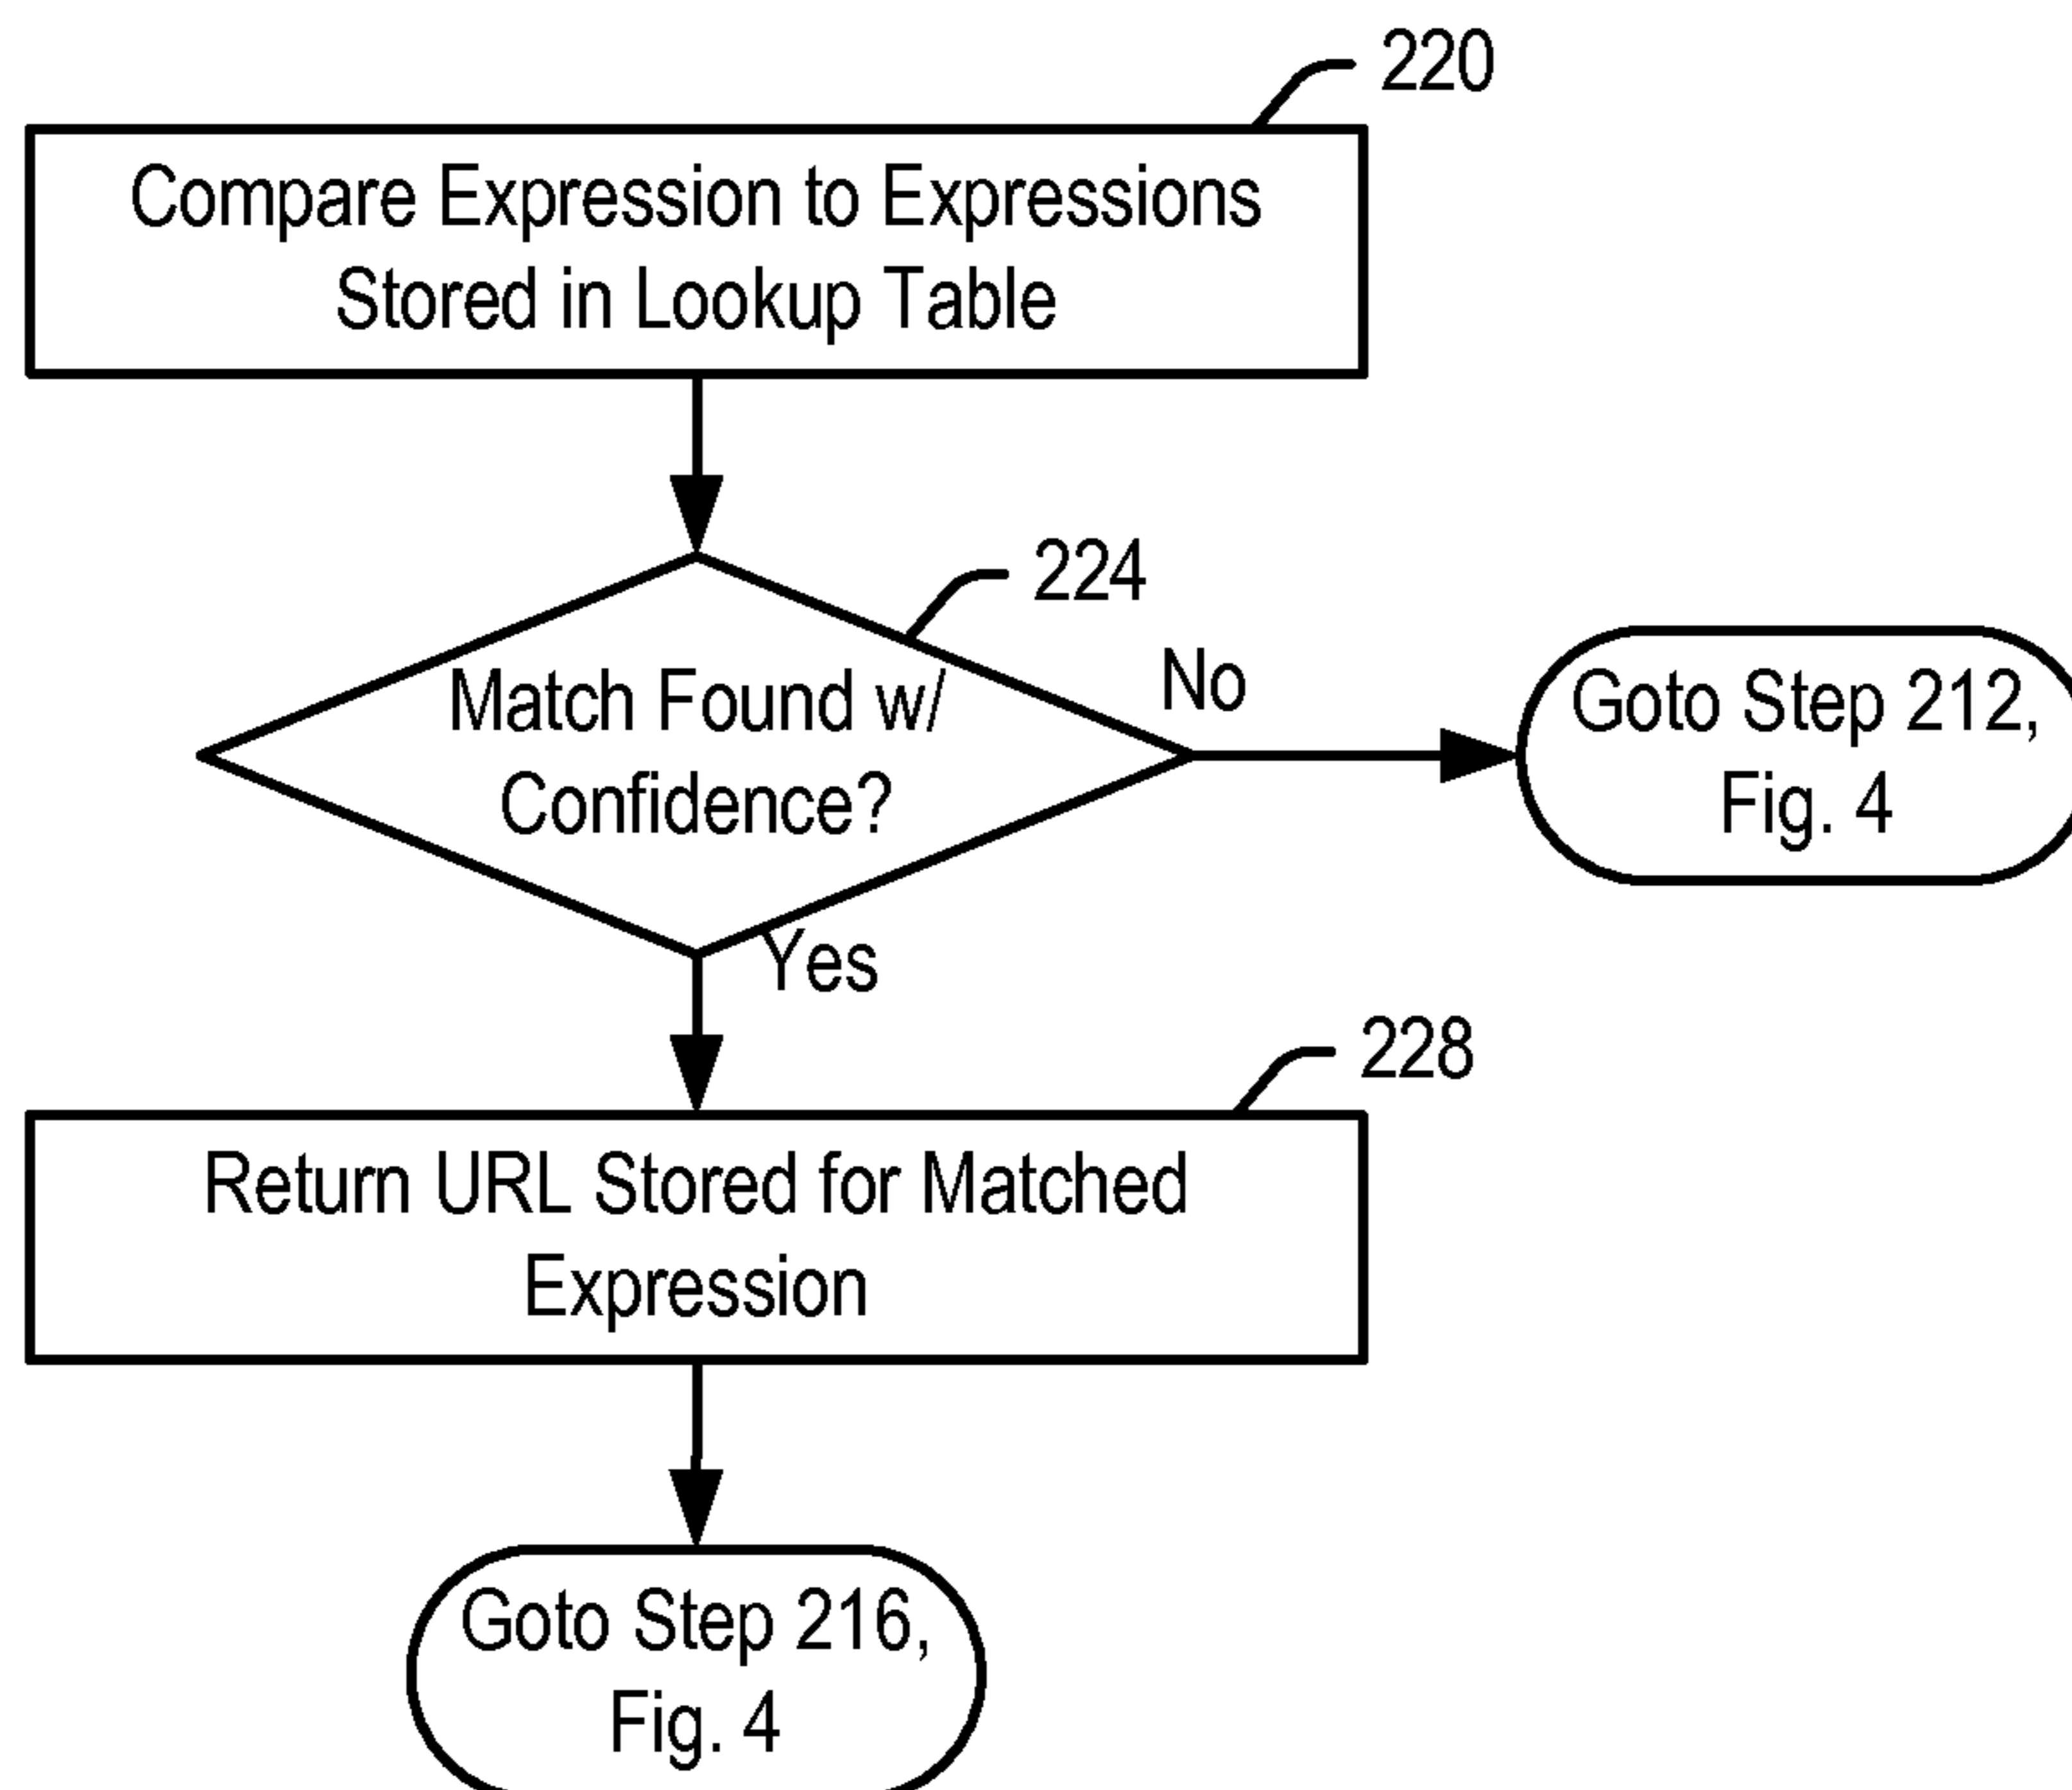 220
Compare Expression to Expressions
Stored in Lookup Table
224
Match Found w/
Confidence?
No
Goto Step 212,
Fig. 4
Yes
228
Return URL Stored for Matched
Expression
Goto Step 216,
Fig. 4